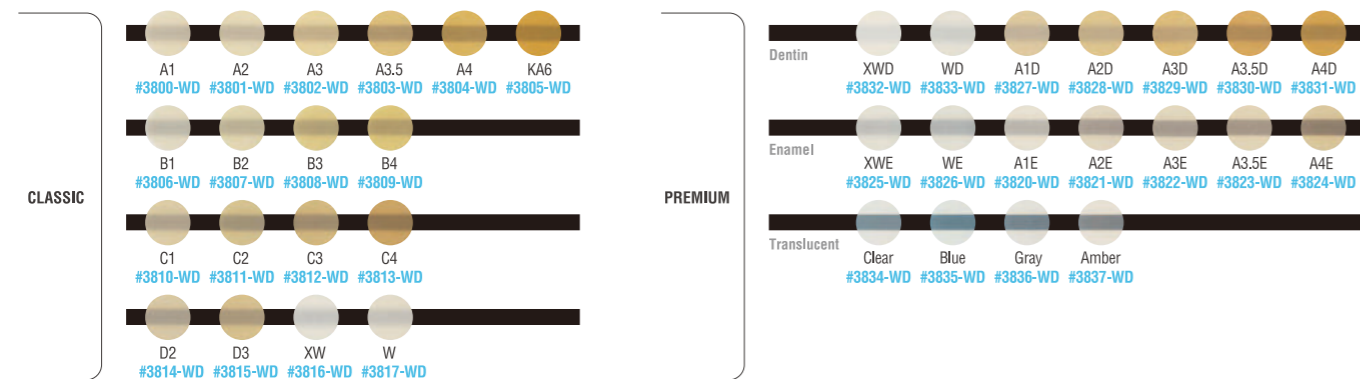 CLASSIC
A1 A2 A3 A3.5 A4 KA6
#3800-WD #3801-WD #3802-WD #3803-WD #3804-WD #3805-WD
B1 B2 B3 B4
#3806-WD #3807-WD #3808-WD #3809-WD
C1 C2 C3 C4
#3810-WD #3811-WD #3812-WD #3813-WD
D2 D3 XW W
#3814-WD #3815-WD #3816-WD #3817-WD
PREMIUM
Dentin
XWD WD A1D A2D A3D A3.5D A4D
#3832-WD #3833-WD #3827-WD #3828-WD #3829-WD #3830-WD #3831-WD
Enamel
XWE WE A1E A2E A3E A3.5E A4E
#3825-WD #3826-WD #3820-WD #3821-WD #3822-WD #3823-WD #3824-WD
Translucent
Clear Blue Gray Amber
#3834-WD #3835-WD #3836-WD #3837-WD